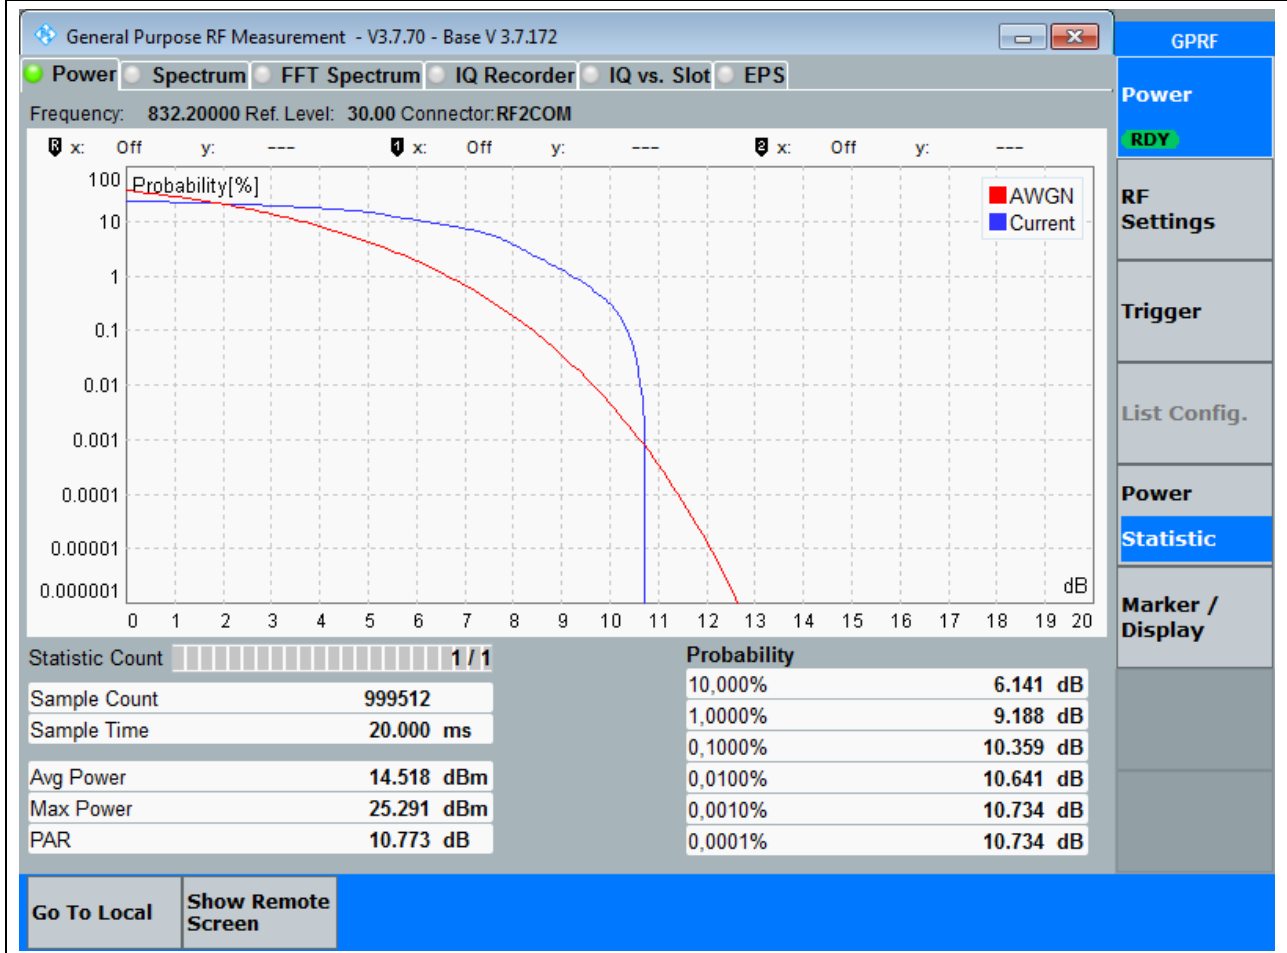 General Purpose RF Measurement - V3.7.70 - Base V 3.7.172
GPRF
Power Spectrum FFT Spectrum IQ Recorder IQ vs. Slot EPS
Frequency: 832.20000 Ref. Level: 30.00 Connector:RF2COM
R x: Off y: --- 1 x: Off y: --- 2 x: Off y: ---
Probability[%]
AWGN
Current
100
10
1
0.1
0.01
0.001
0.0001
0.00001
0.000001
dB
0 1 2 3 4 5 6 7 8 9 10 11 12 13 14 15 16 17 18 19 20
Statistic Count 1 / 1
Sample Count 999512
Sample Time 20.000 ms
Avg Power 14.518 dBm
Max Power 25.291 dBm
PAR 10.773 dB
Probability
10,000% 6.141 dB
1,0000% 9.188 dB
0,1000% 10.359 dB
0,0100% 10.641 dB
0,0010% 10.734 dB
0,0001% 10.734 dB
Power
RDY
RF
Settings
Trigger
List Config.
Power
Statistic
Marker /
Display
Go To Local
Show Remote
Screen